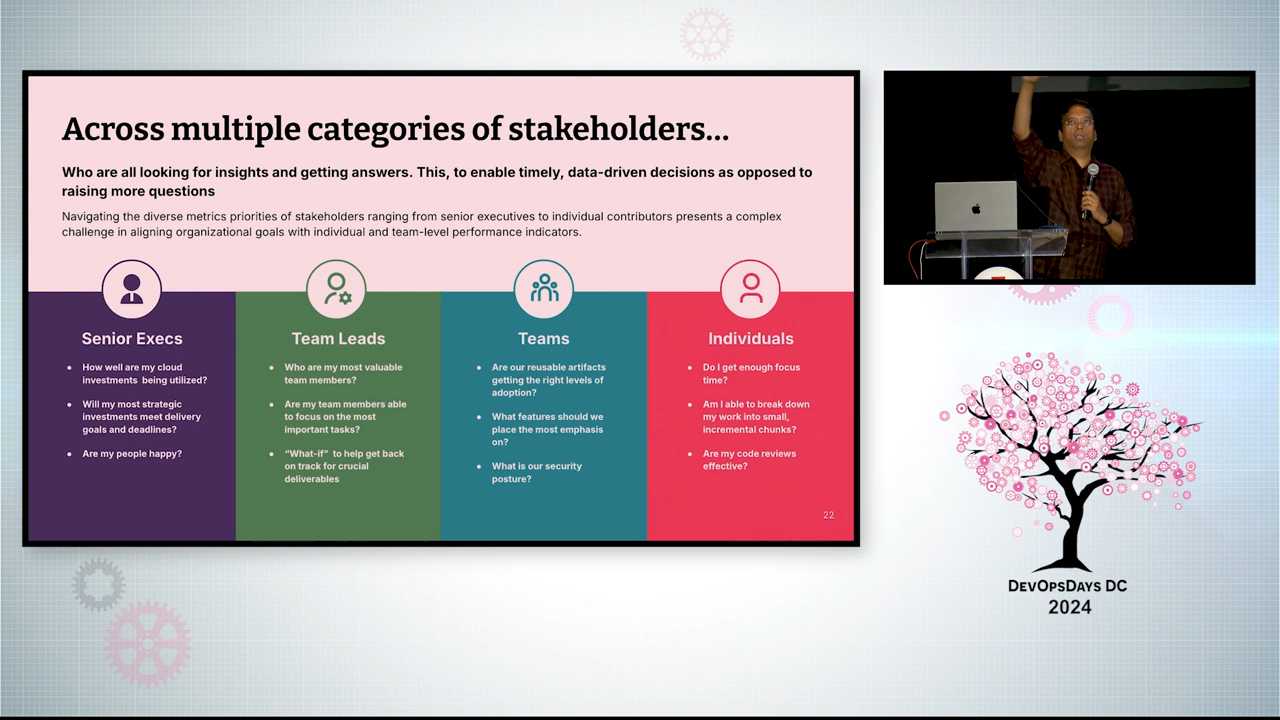 Across multiple categories of stakeholders...
Who are all looking for insights and getting answers. This, to enable timely, data-driven decisions as opposed to
raising more questions
Navigating the diverse metrics priorities of stakeholders ranging from senior executives to individual contributors presents a complex
challenge in aligning organizational goals with individual and team-level performance indicators.
Senior Execs
• How well are my cloud
investments being utilized?
• Will my most strategic
investments meet delivery
goals and deadlines?
• Are my people happy?
Team Leads
• Who are my most valuable
team members?
• Are my team members able
to focus on the most
important tasks?
• "What-if" to help get back
on track for crucial
deliverables
Teams
• Are our reusable artifacts
getting the right levels of
adoption?
• What features should we
place the most emphasis
on?
• What is our security
posture?
Individuals
• Do I get enough focus
time?
• Am I able to break down
my work into small,
incremental chunks?
• Are my code reviews
effective?
22
DevOpsDays DC
2024